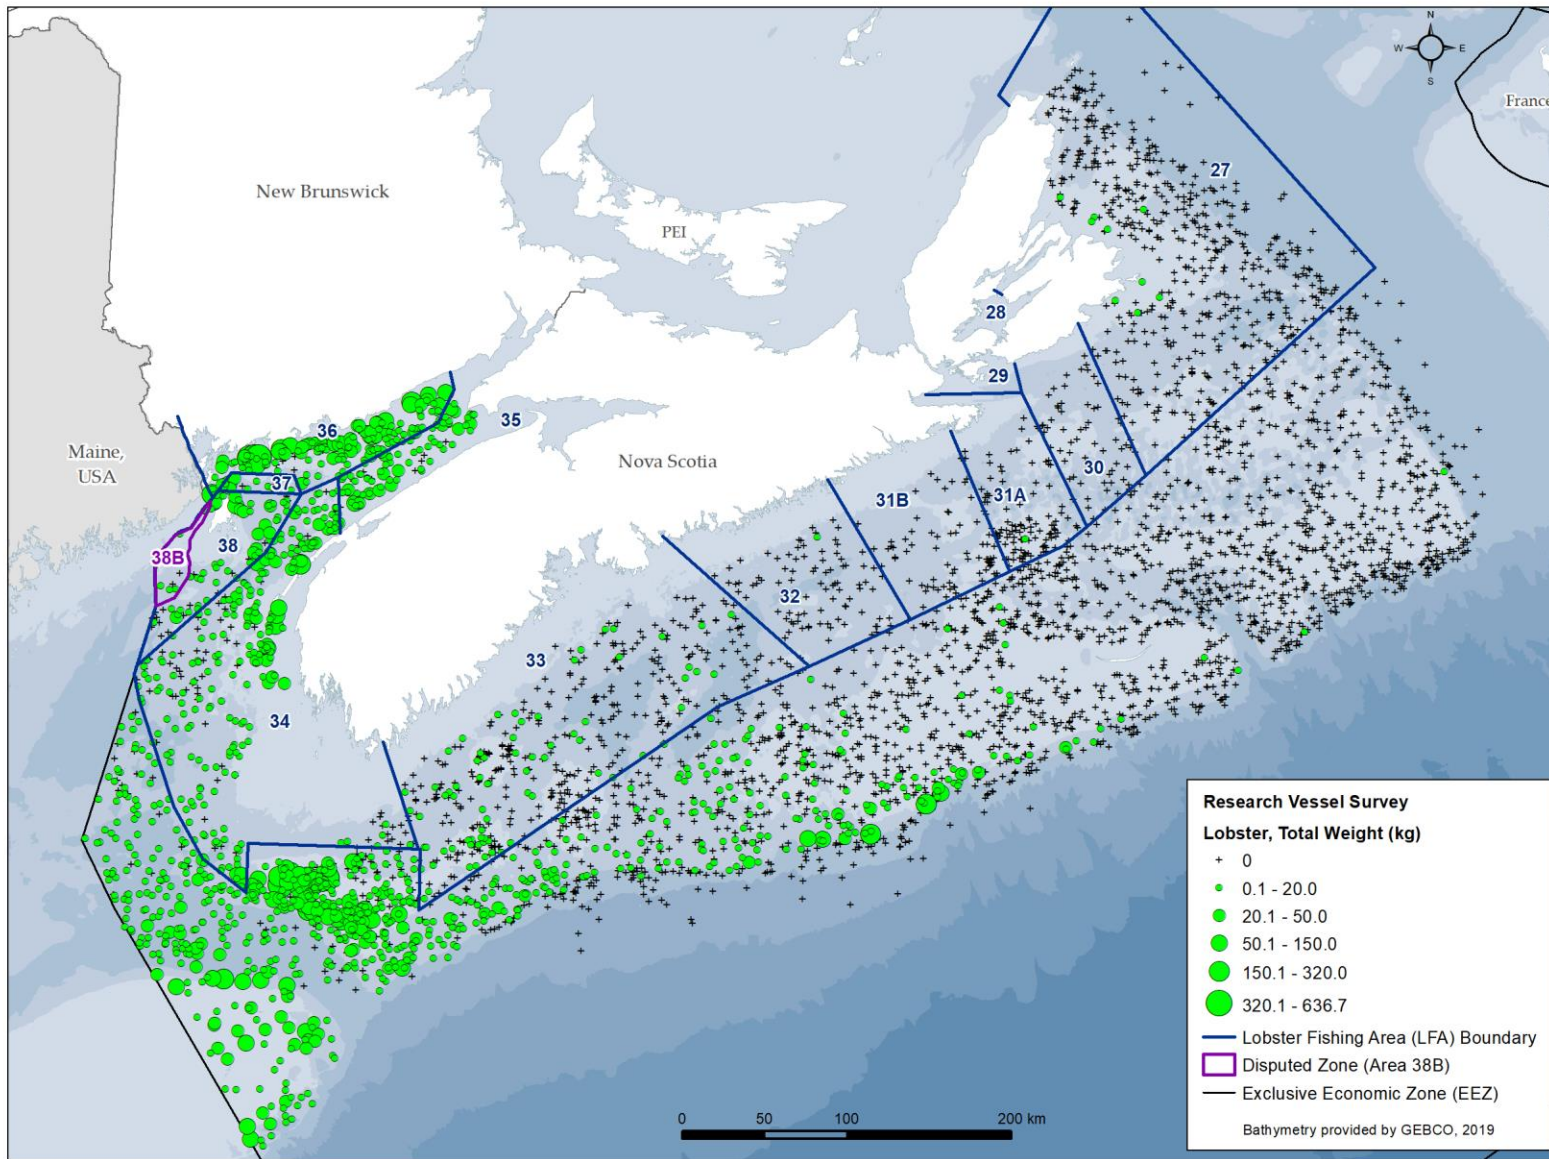 N
W E
S
France
New Brunswick
27
PEI
28
29
36
35
Maine,
USA
Nova Scotia
37
30
31B
31A
38
38B
32
33
34
Research Vessel Survey
Lobster, Total Weight (kg)
0
0.1 - 20.0
20.1 - 50.0
50.1 - 150.0
150.1 - 320.0
320.1 - 636.7
Lobster Fishing Area (LFA) Boundary
Disputed Zone (Area 38B)
Exclusive Economic Zone (EEZ)
Bathymetry provided by GEBCO, 2019
0 50 100 200 km